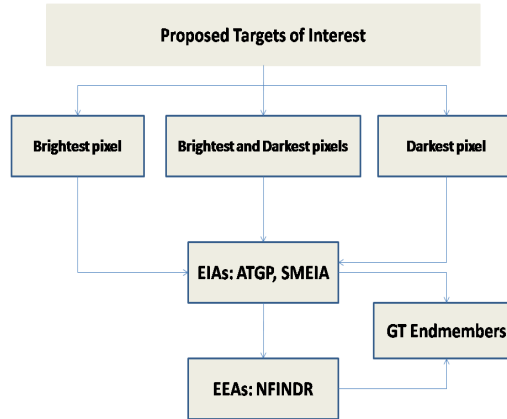 Proposed Targets of Interest
Brightest pixel
Brightest and Darkest pixels
Darkest pixel
EIAs: ATGP, SMEIA
GT Endmembers
EEAs: NFINDR